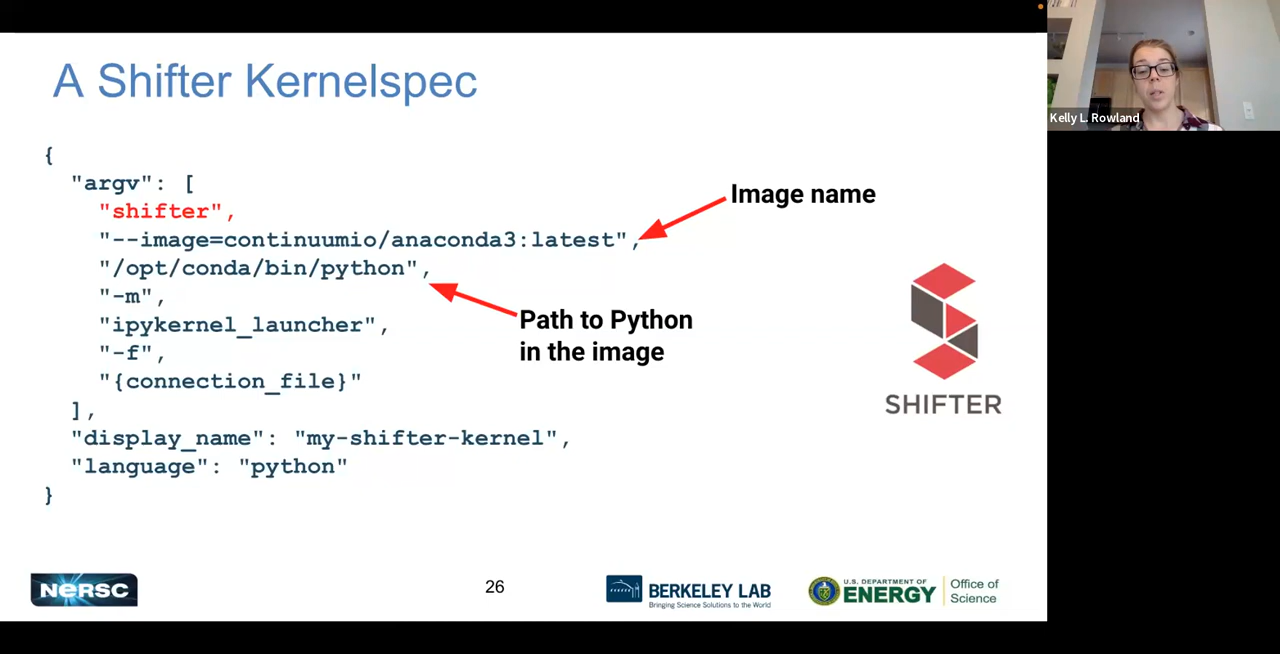 A Shifter Kernelspec
{
"argv": [
"shifter",
"--image=continuumio/anaconda3:latest",
"/opt/conda/bin/python",
"-m",
"ipykernel_launcher",
"-f",
"{connection_file}"
],
"display_name": "my-shifter-kernel",
"language": "python"
}
Image name
Path to Python
in the image
SHIFTER
NERSC
26
BERKELEY LAB
Bringing Science Solutions to the World
U.S. DEPARTMENT OF
ENERGY
Office of
Science
Kelly L. Rowland